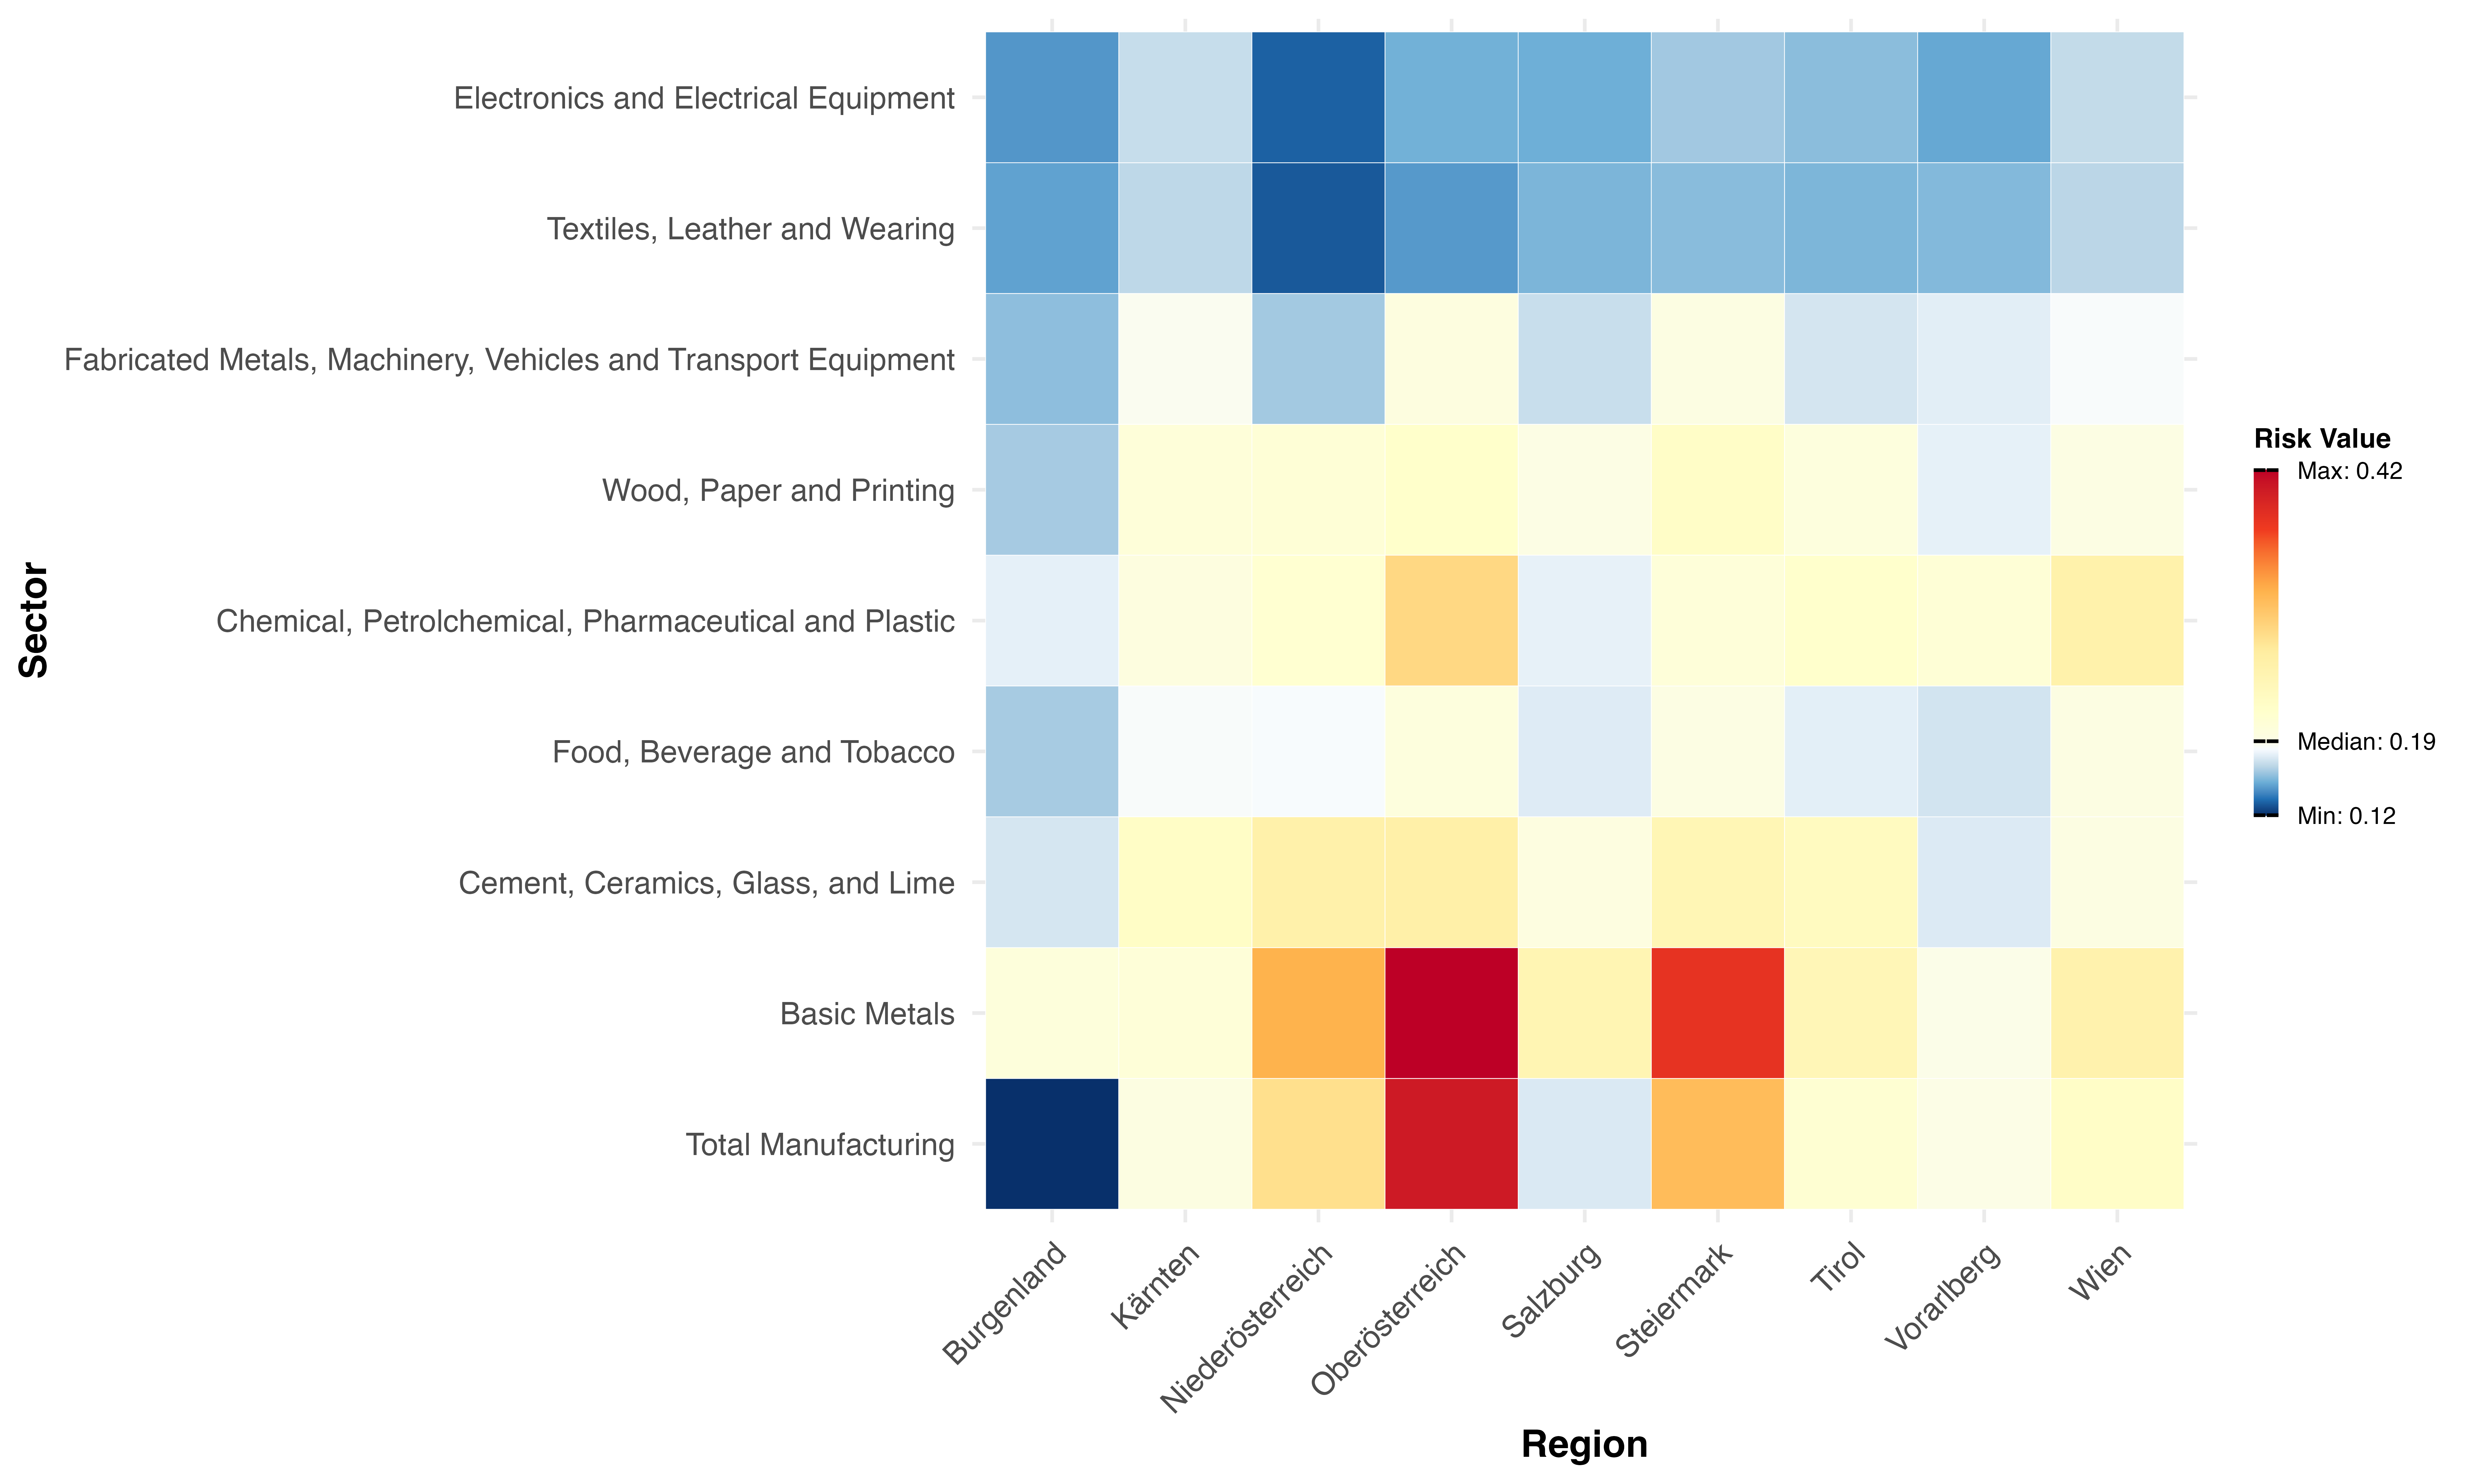 Electronics and Electrical Equipment
Textiles, Leather and Wearing
Fabricated Metals, Machinery, Vehicles and Transport Equipment
Wood, Paper and Printing
Chemical, Petrolchemical, Pharmaceutical and Plastic
Food, Beverage and Tobacco
Cement, Ceramics, Glass, and Lime
Basic Metals
Total Manufacturing
Sector
Burgenland
Kärnten
Niederösterreich
Oberösterreich
Salzburg
Steiermark
Tirol
Vorarlberg
Wien
Region
Risk Value
Max: 0.42
Median: 0.19
Min: 0.12